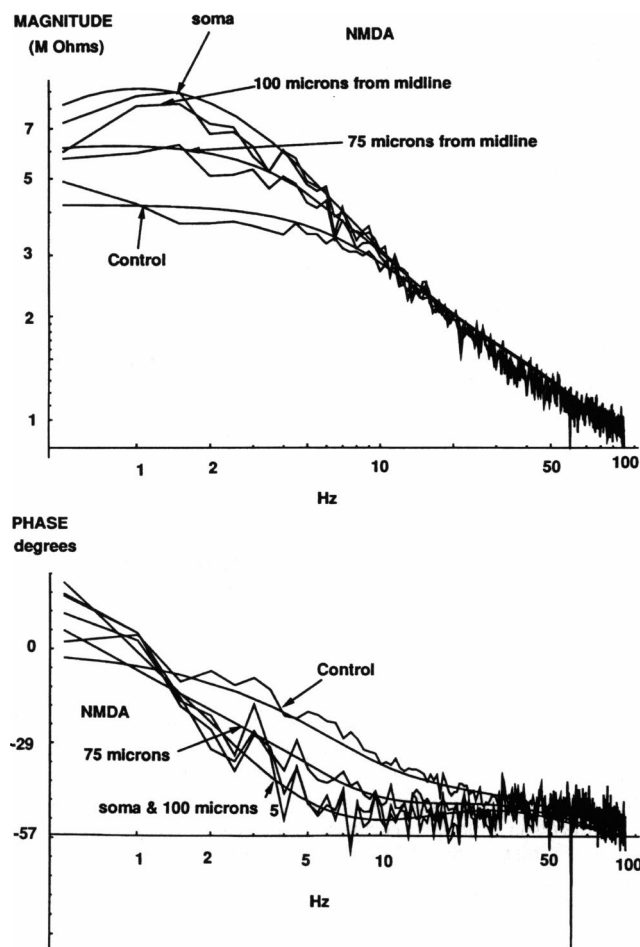 MAGNITUDE
(M Ohms)
soma
NMDA
100 microns from midline
75 microns from midline
Control
7
5
3
2
1
1 2 10 50 100
Hz
PHASE
degrees
0
-29
-57
Control
NMDA
75 microns
soma & 100 microns 5
1 2 5 10 50 100
Hz